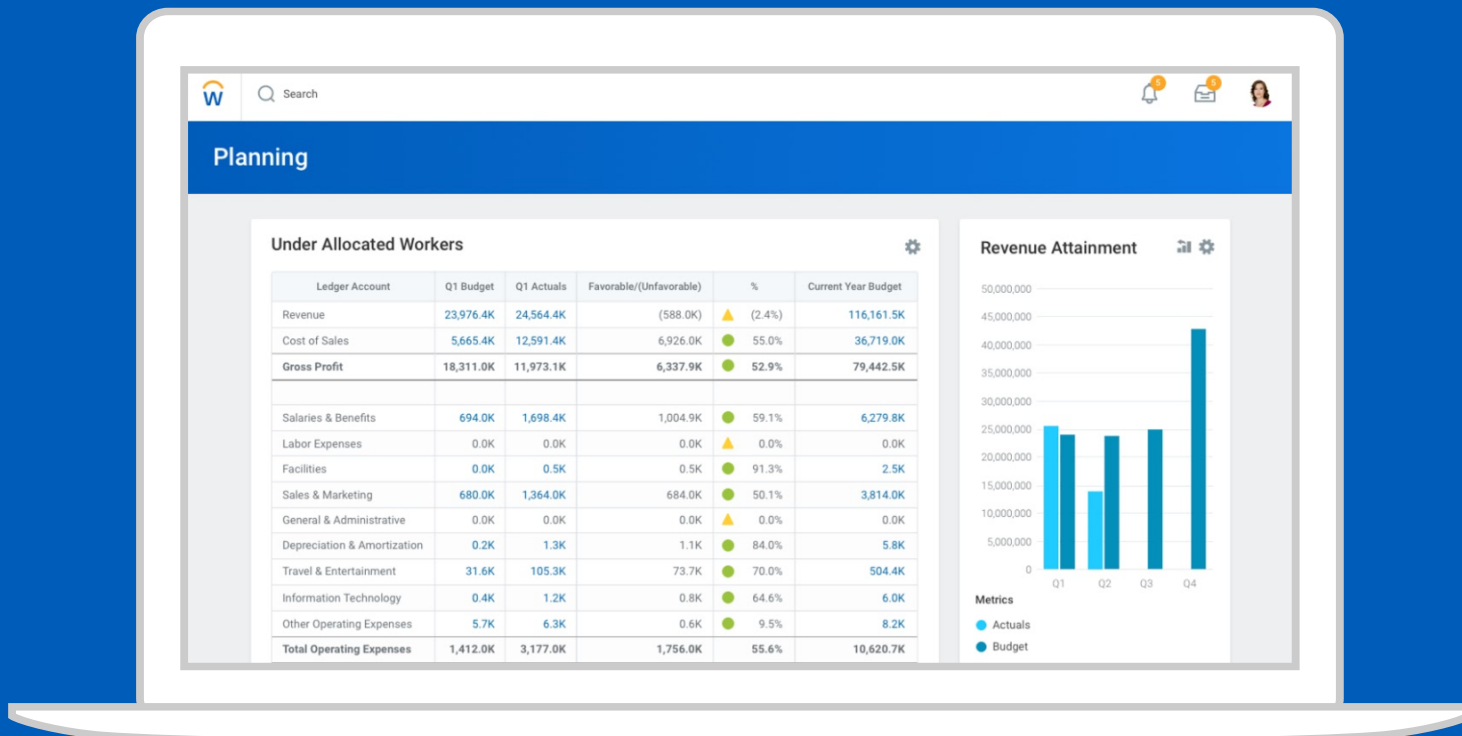 W
Search
5
5
Planning
Under Allocated Workers
Ledger Account Q1 Budget Q1 Actuals Favorable/(Unfavorable) % Current Year Budget
Revenue 23,976.4K 24,564.4K (588.0K) (2.4%) 116,161.5K
Cost of Sales 5,665.4K 12,591.4K 6,926.0K 55.0% 36,719.0K
Gross Profit 18,311.0K 11,973.1K 6,337.9K 52.9% 79,442.5K
Salaries & Benefits 694.0K 1,698.4K 1,004.9K 59.1% 6,279.8K
Labor Expenses 0.0K 0.0K 0.0K 0.0% 0.0K
Facilities 0.0K 0.5K 0.5K 91.3% 2.5K
Sales & Marketing 680.0K 1,364.0K 684.0K 50.1% 3,814.0K
General & Administrative 0.0K 0.0K 0.0K 0.0% 0.0K
Depreciation & Amortization 0.2K 1.3K 1.1K 84.0% 5.8K
Travel & Entertainment 31.6K 105.3K 73.7K 70.0% 504.4K
Information Technology 0.4K 1.2K 0.8K 64.6% 6.0K
Other Operating Expenses 5.7K 6.3K 0.6K 9.5% 8.2K
Total Operating Expenses 1,412.0K 3,177.0K 1,756.0K 55.6% 10,620.7K
Revenue Attainment
50,000,000
45,000,000
40,000,000
35,000,000
30,000,000
25,000,000
20,000,000
15,000,000
10,000,000
5,000,000
0
Q1 Q2 Q3 Q4
Metrics
Actuals
Budget